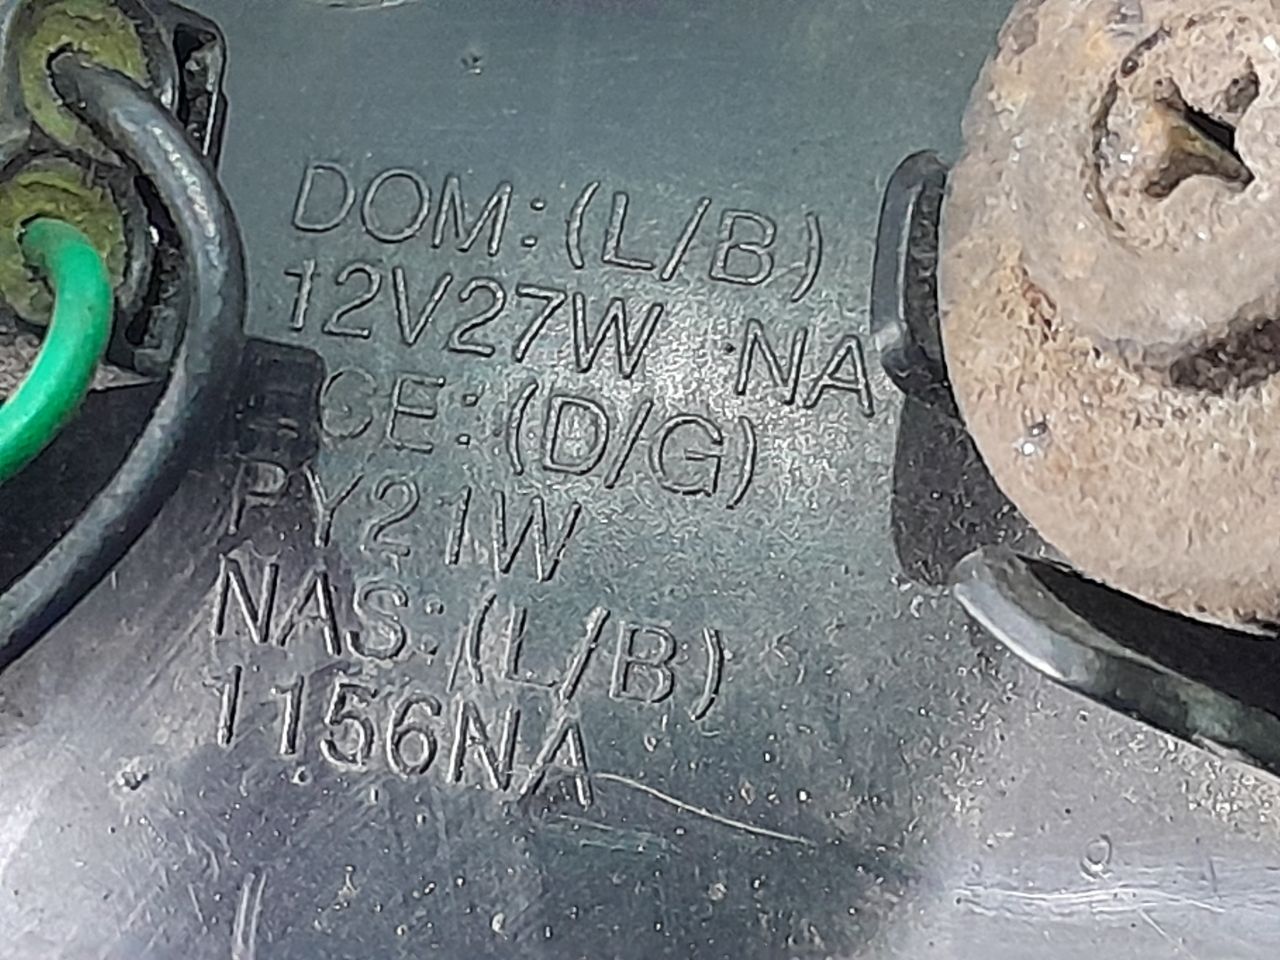 DOM: (L/B)
12V27W NA
ECE: (D/G)
PY21W
NAS: (L/B)
1156NA